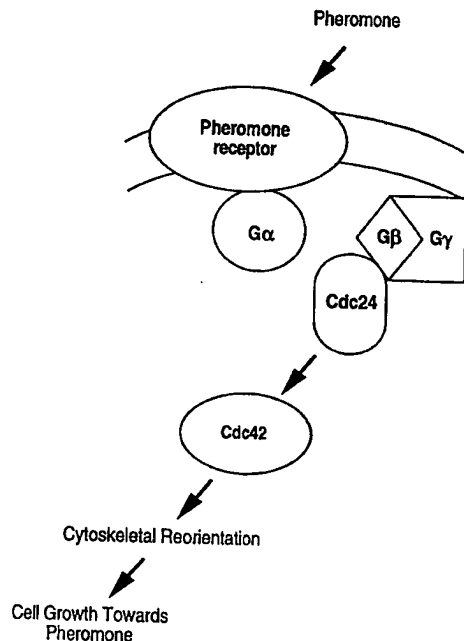 Pheromone
Pheromone
receptor
Gα
Gβ
Gγ
Cdc24
Cdc42
Cytoskeletal Reorientation
Cell Growth Towards
Pheromone